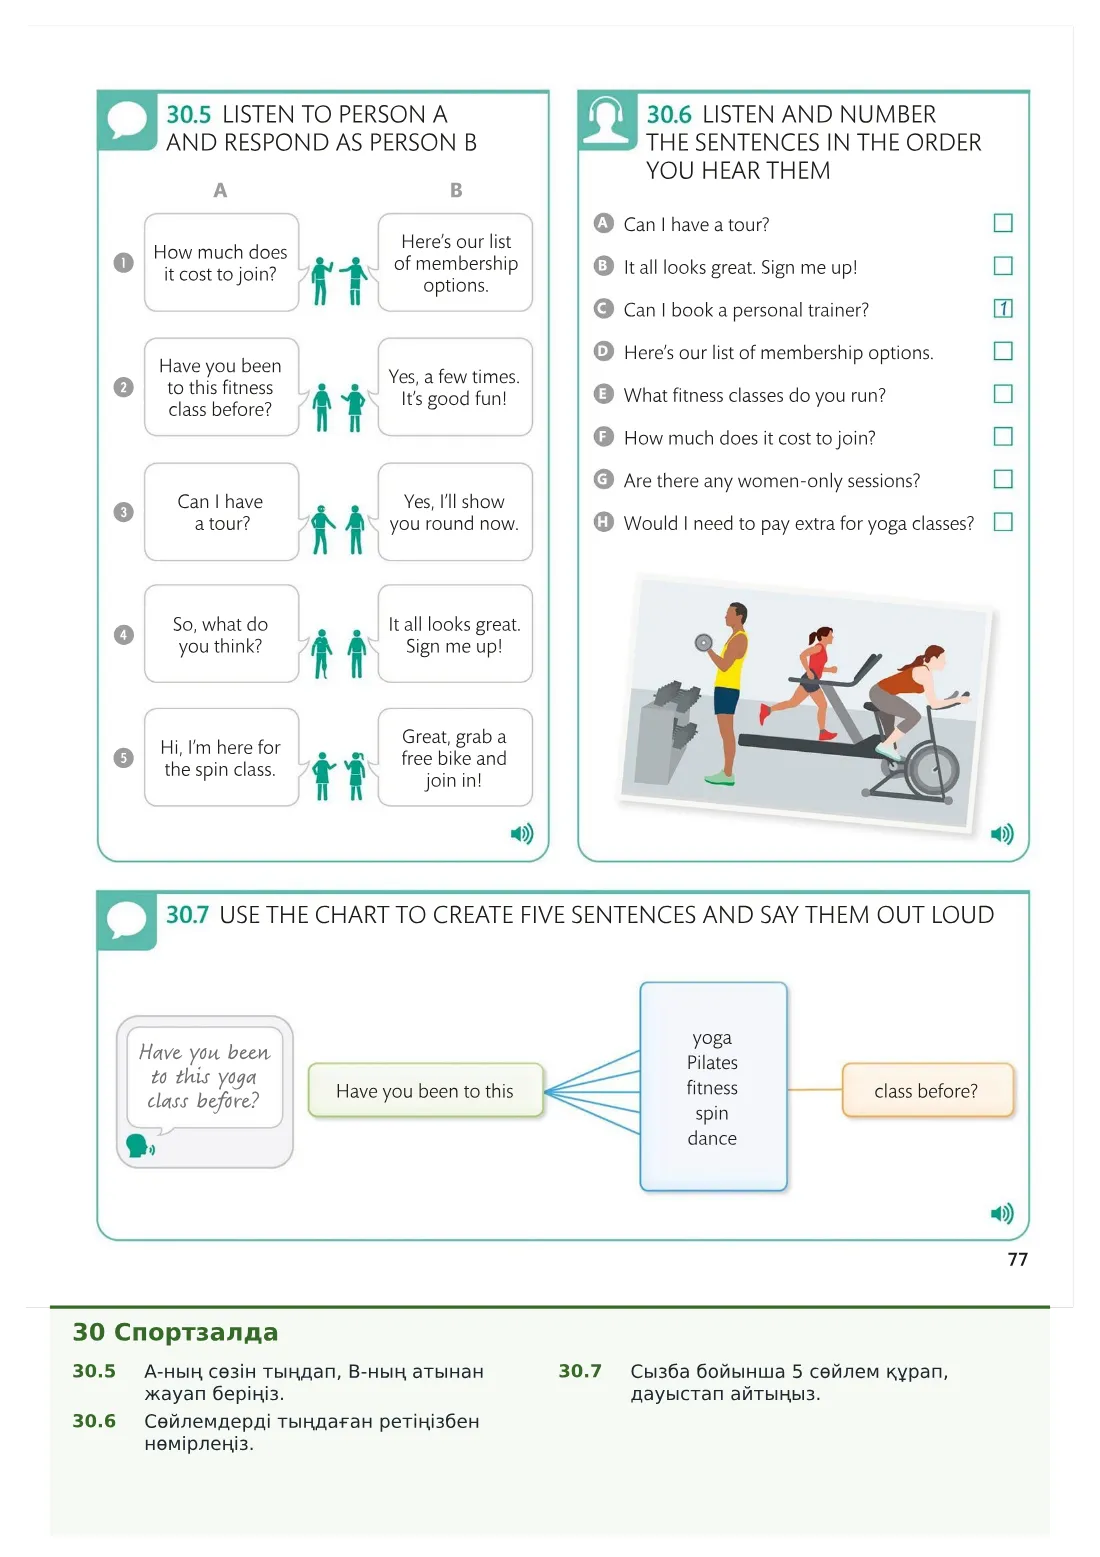 30.5 LISTEN TO PERSON A
AND RESPOND AS PERSON B
A
B
1
How much does
it cost to join?
Here's our list
of membership
options.
2
Have you been
to this fitness
class before?
Yes, a few times.
It's good fun!
3
Can I have
a tour?
Yes, I'll show
you round now.
4
So, what do
you think?
It all looks great.
Sign me up!
5
Hi, I'm here for
the spin class.
Great, grab a
free bike and
join in!
30.6 LISTEN AND NUMBER
THE SENTENCES IN THE ORDER
YOU HEAR THEM
A Can I have a tour?
B It all looks great. Sign me up!
C Can I book a personal trainer? 1
D Here's our list of membership options.
E What fitness classes do you run?
F How much does it cost to join?
G Are there any women-only sessions?
H Would I need to pay extra for yoga classes?
30.7 USE THE CHART TO CREATE FIVE SENTENCES AND SAY THEM OUT LOUD
Have you been
to this yoga
class before?
Have you been to this
yoga
Pilates
fitness
spin
dance
class before?
77
30 Спортзалда
30.5 А-ның сөзін тыңдап, В-ның атынан
жауап беріңіз.
30.6 Сөйлемдерді тыңдаған ретіңізбен
нөмірлеңіз.
30.7 Сызба бойынша 5 сөйлем құрап,
дауыстап айтыңыз.